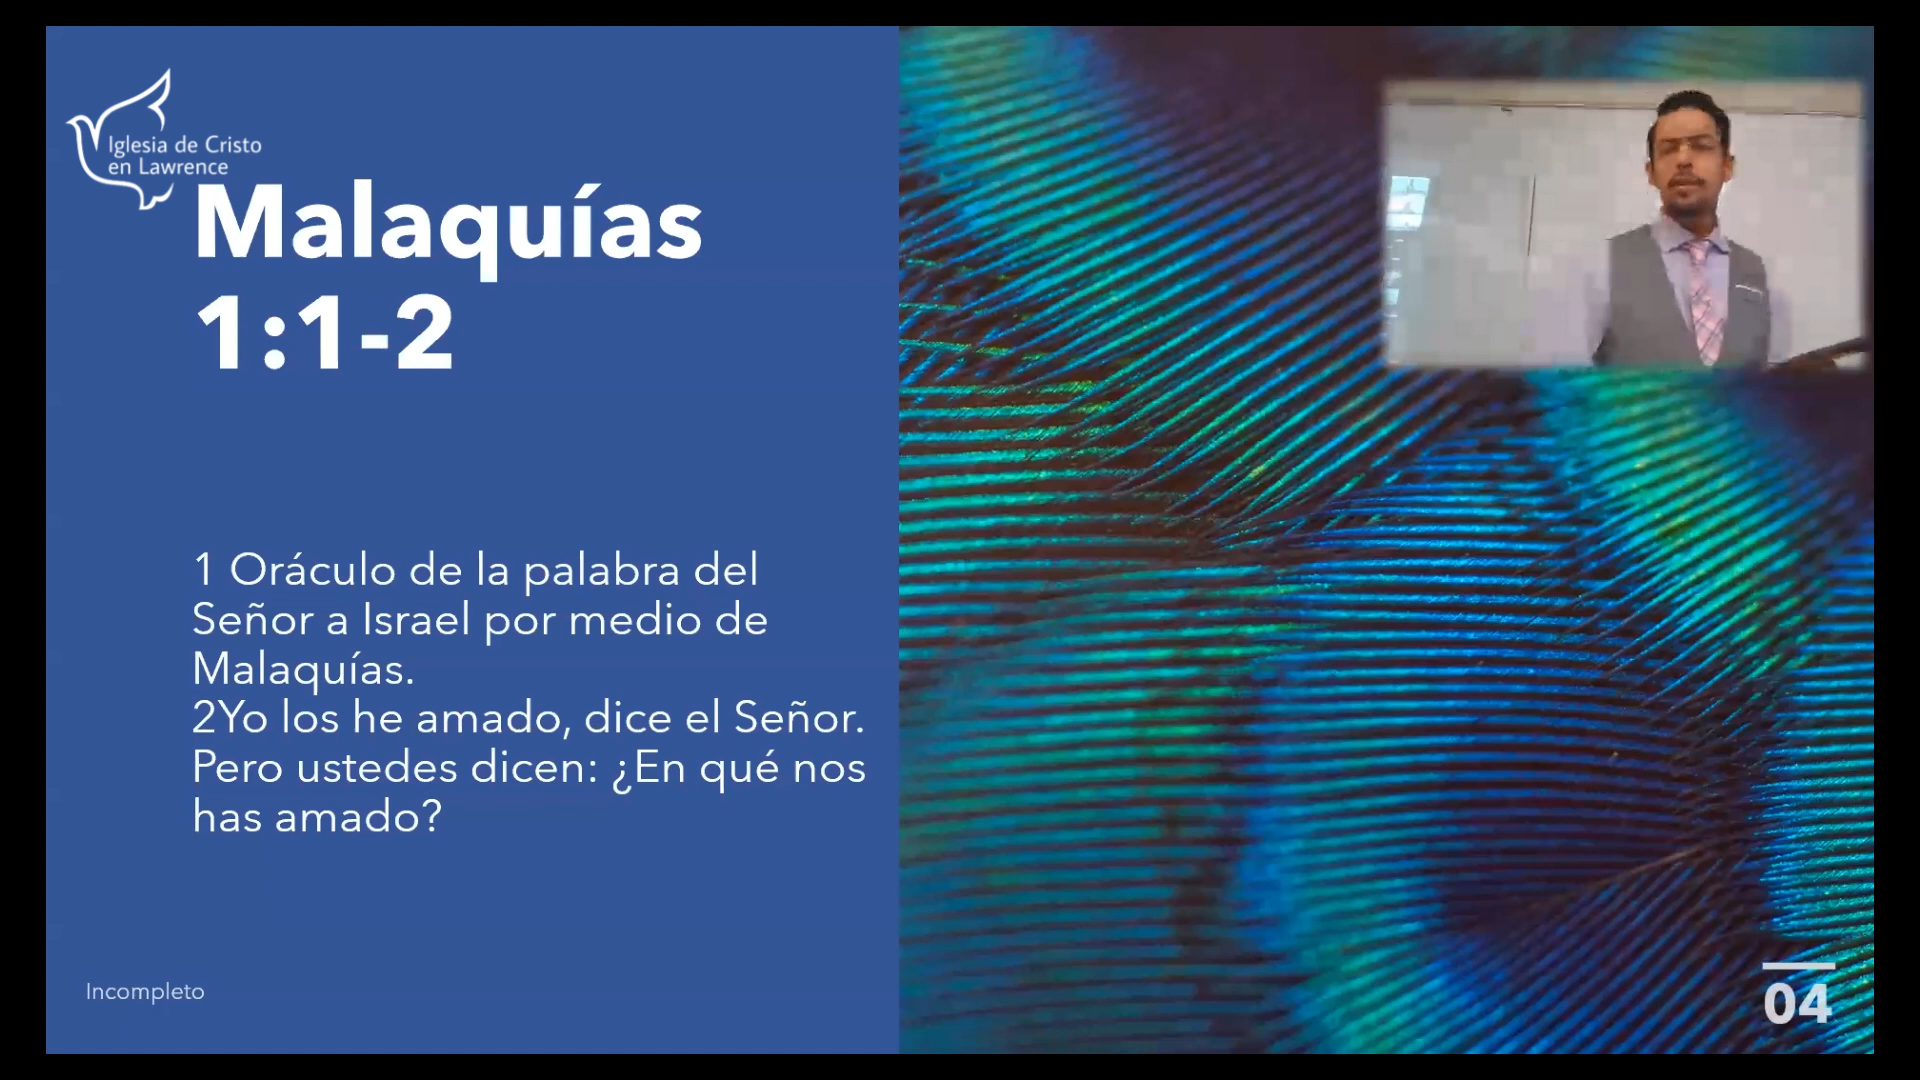 Iglesia de Cristo
en Lawrence
Malaquías
1:1-2
1 Oráculo de la palabra del
Señor a Israel por medio de
Malaquías.
2Yo los he amado, dice el Señor.
Pero ustedes dicen: ¿En qué nos
has amado?
Incompleto
04